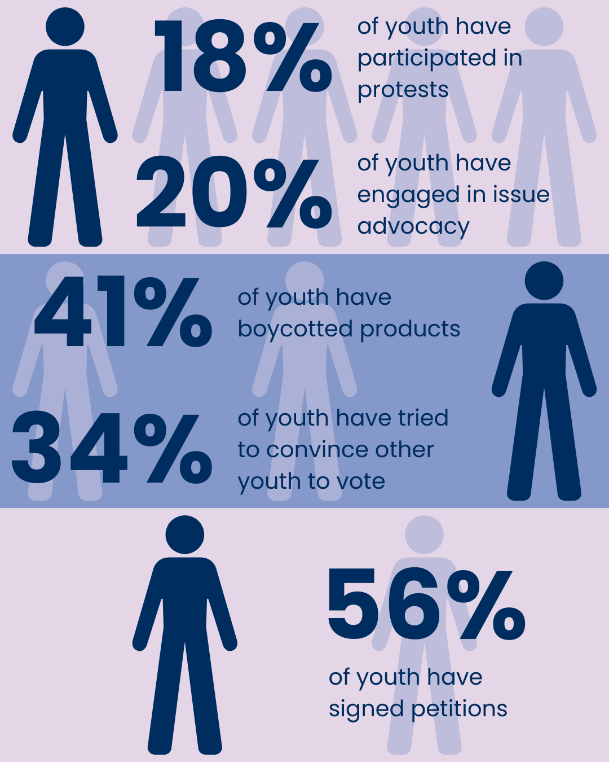 18%
of youth have
participated in
protests
20%
of youth have
engaged in issue
advocacy
41%
of youth have
boycotted products
34%
of youth have tried
to convince other
youth to vote
56%
of youth have
signed petitions